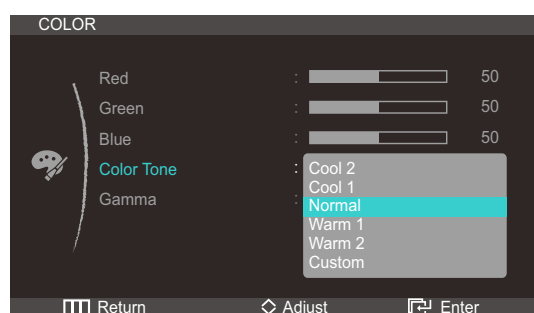 COLOR
Red : 50
Green : 50
Blue : 50
Color Tone : Cool 2
Cool 1
Gamma : Normal
Warm 1
Warm 2
Custom
Return Adjust Enter